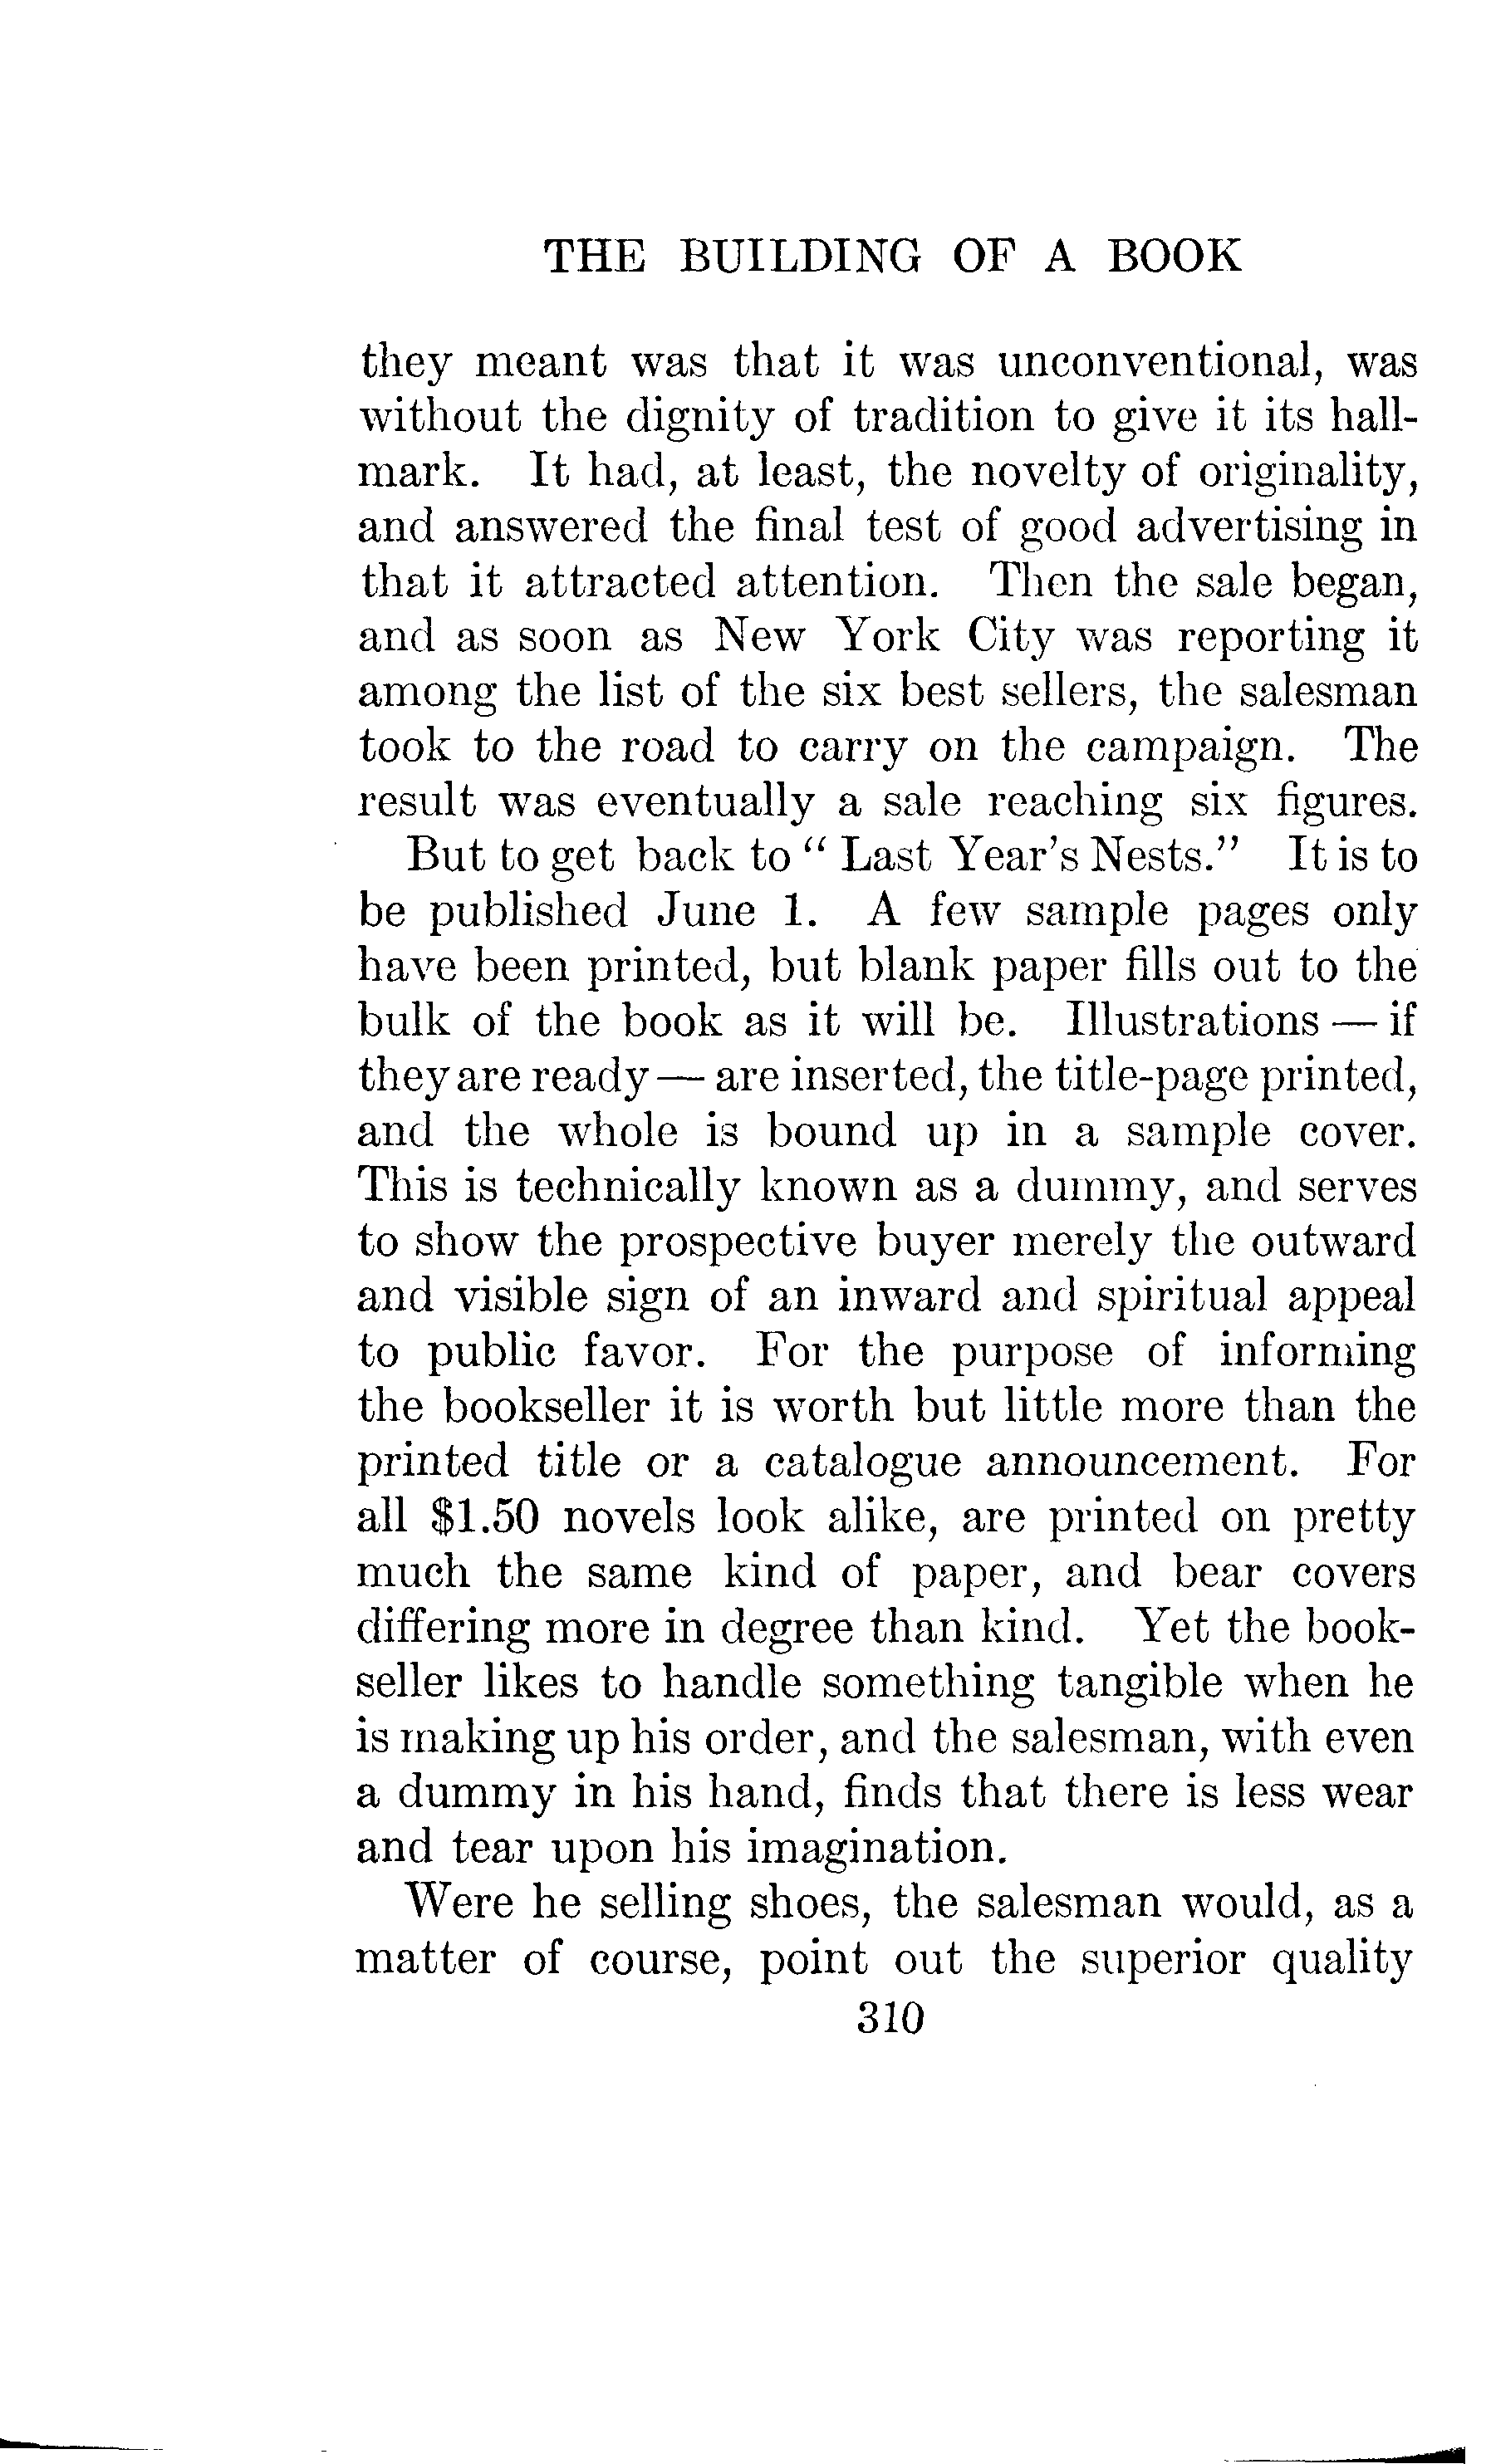 THE BUILDING OF A BOOK
they meant was that it was unconventional, was
without the dignity of tradition to give it its hall-
mark. It had, at least, the novelty of originality,
and answered the final test of good advertising in
that it attracted attention. Then the sale began,
and as soon as New York City was reporting it
among the list of the six best sellers, the salesman
took to the road to carry on the campaign. The
result was eventually a sale reaching six figures.
But to get back to “ Last Year’s Nests.” It is to
be published June 1. A few sample pages only
have been printed, but blank paper fills out to the
bulk of the book as it will be. Illustrations — if
they are ready — are inserted, the title-page printed,
and the whole is bound up in a sample cover.
This is technically known as a dummy, and serves
to show the prospective buyer merely the outward
and visible sign of an inward and spiritual appeal
to public favor. For the purpose of informing
the bookseller it is worth but little more than the
printed title or a catalogue announcement. For
all $1.50 novels look alike, are printed on pretty
much the same kind of paper, and bear covers
differing more in degree than kind. Yet the book-
seller likes to handle something tangible when he
is making up his order, and the salesman, with even
a dummy in his hand, finds that there is less wear
and tear upon his imagination.
Were he selling shoes, the salesman would, as a
matter of course, point out the superior quality
310